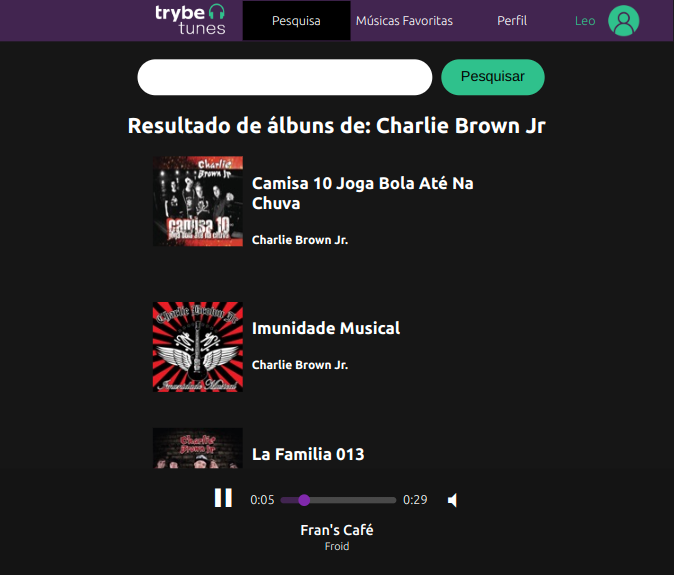 trybe
tunes
Pesquisa
Músicas Favoritas
Perfil
Leo
Pesquisar
Resultado de álbuns de: Charlie Brown Jr
Charlie
Brown Jr.
camisa 10
Camisa 10 Joga Bola Até Na
Chuva
Charlie Brown Jr.
Charlie Brown Jr
Imunidade Musical
Imunidade Musical
Charlie Brown Jr.
Charlie
Brown Jr
La Familia 013
0:05
0:29
Fran's Café
Froid